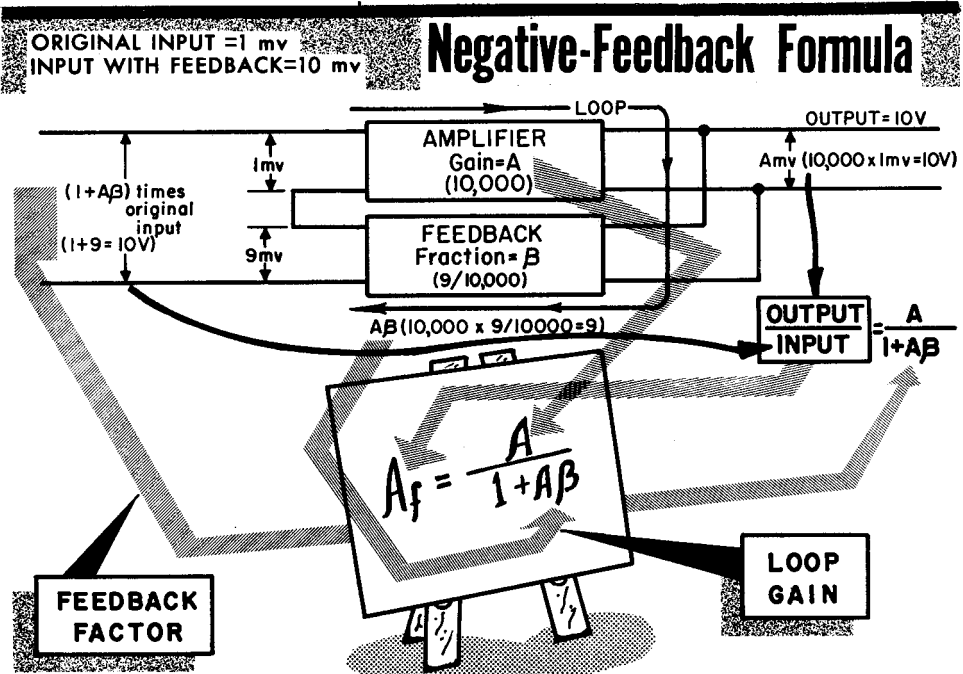 ORIGINAL INPUT =1 mv
INPUT WITH FEEDBACK=10 mv
Negative-Feedback Formula
LOOP
OUTPUT=10V
AMPLIFIER
Gain=A
(10,000)
1mv
Amv (10,000 x 1mv=10V)
(1+Aβ) times
original
input
(1+9=10V)
9mv
FEEDBACK
Fraction=β
(9/10,000)
Aβ(10,000 x 9/10000=9)
OUTPUT
INPUT
=
A
1+Aβ
Af = A
1+Aβ
FEEDBACK
FACTOR
LOOP
GAIN